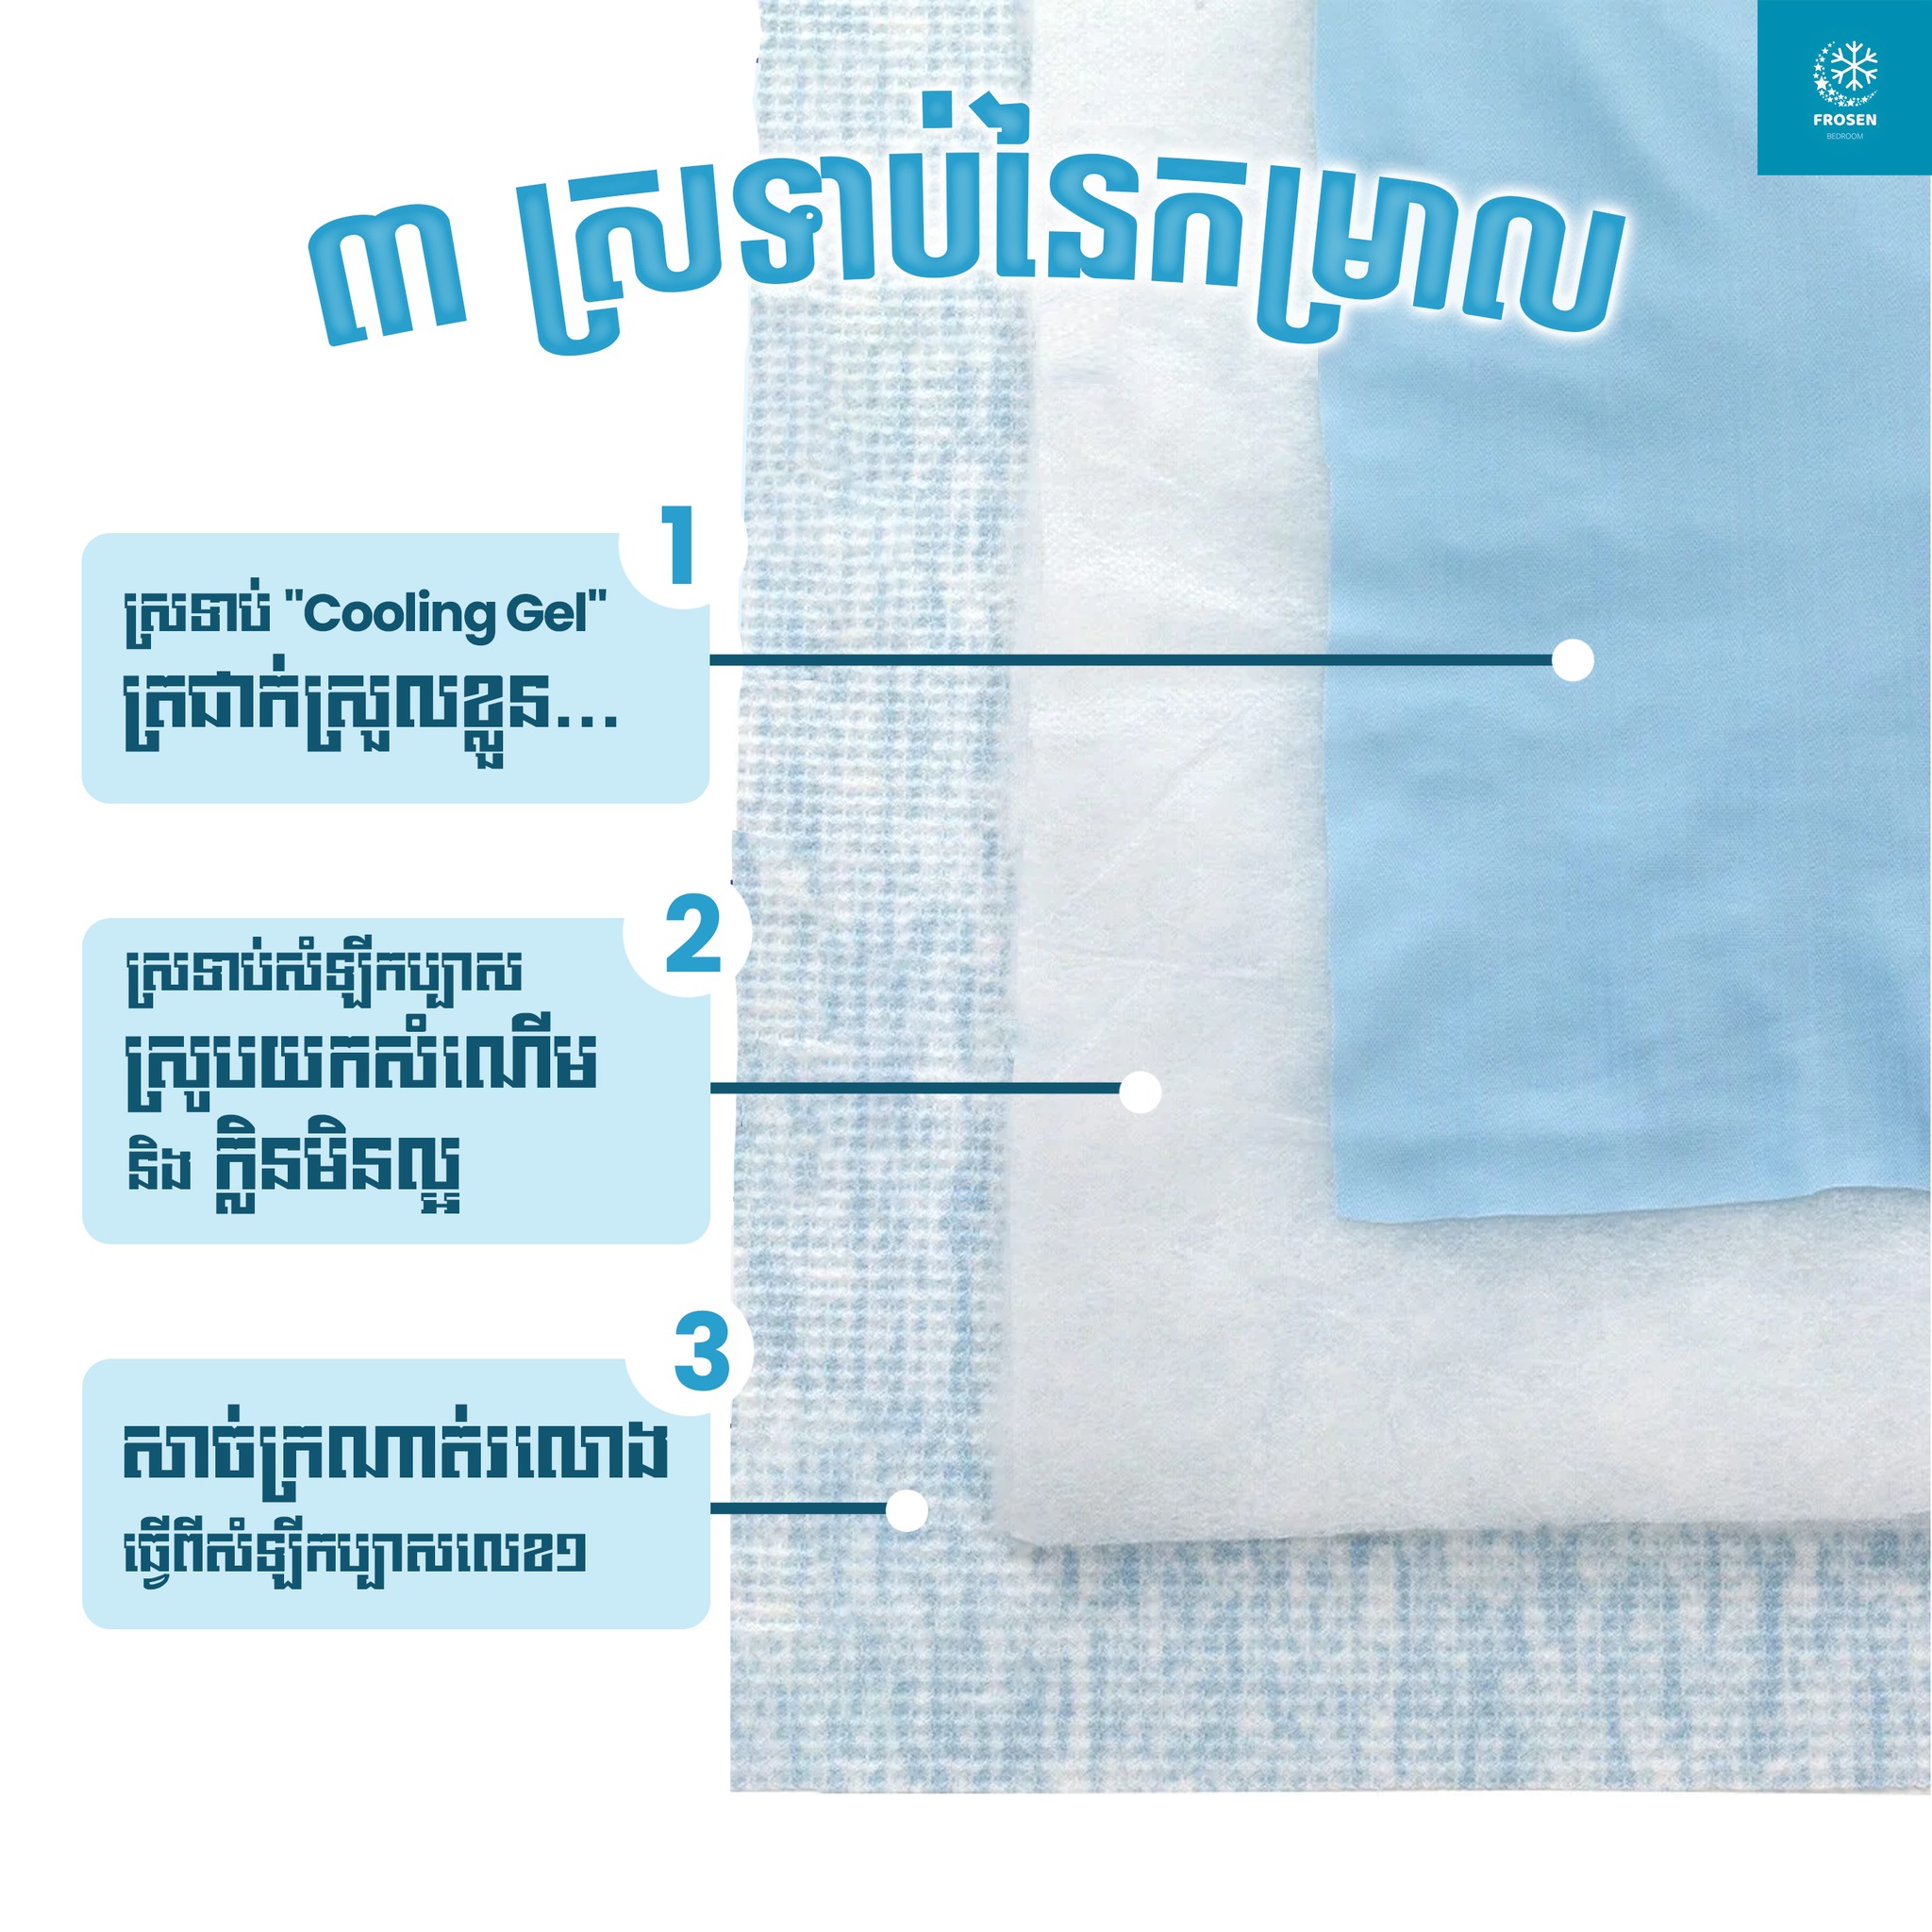 FROSEN
BEDROOM
៣ ស្រទាប់នៃកម្រាល
1
ស្រទាប់ "Cooling Gel"
ត្រជាក់ស្រួលខ្លួន...
2
ស្រទាប់សំឡីកប្បាស
ស្រូបយកសំណើម
និង ក្លិនមិនល្អ
3
សាច់ក្រណាត់រលោង
ធ្វើពីសំឡីកប្បាសលេខ១